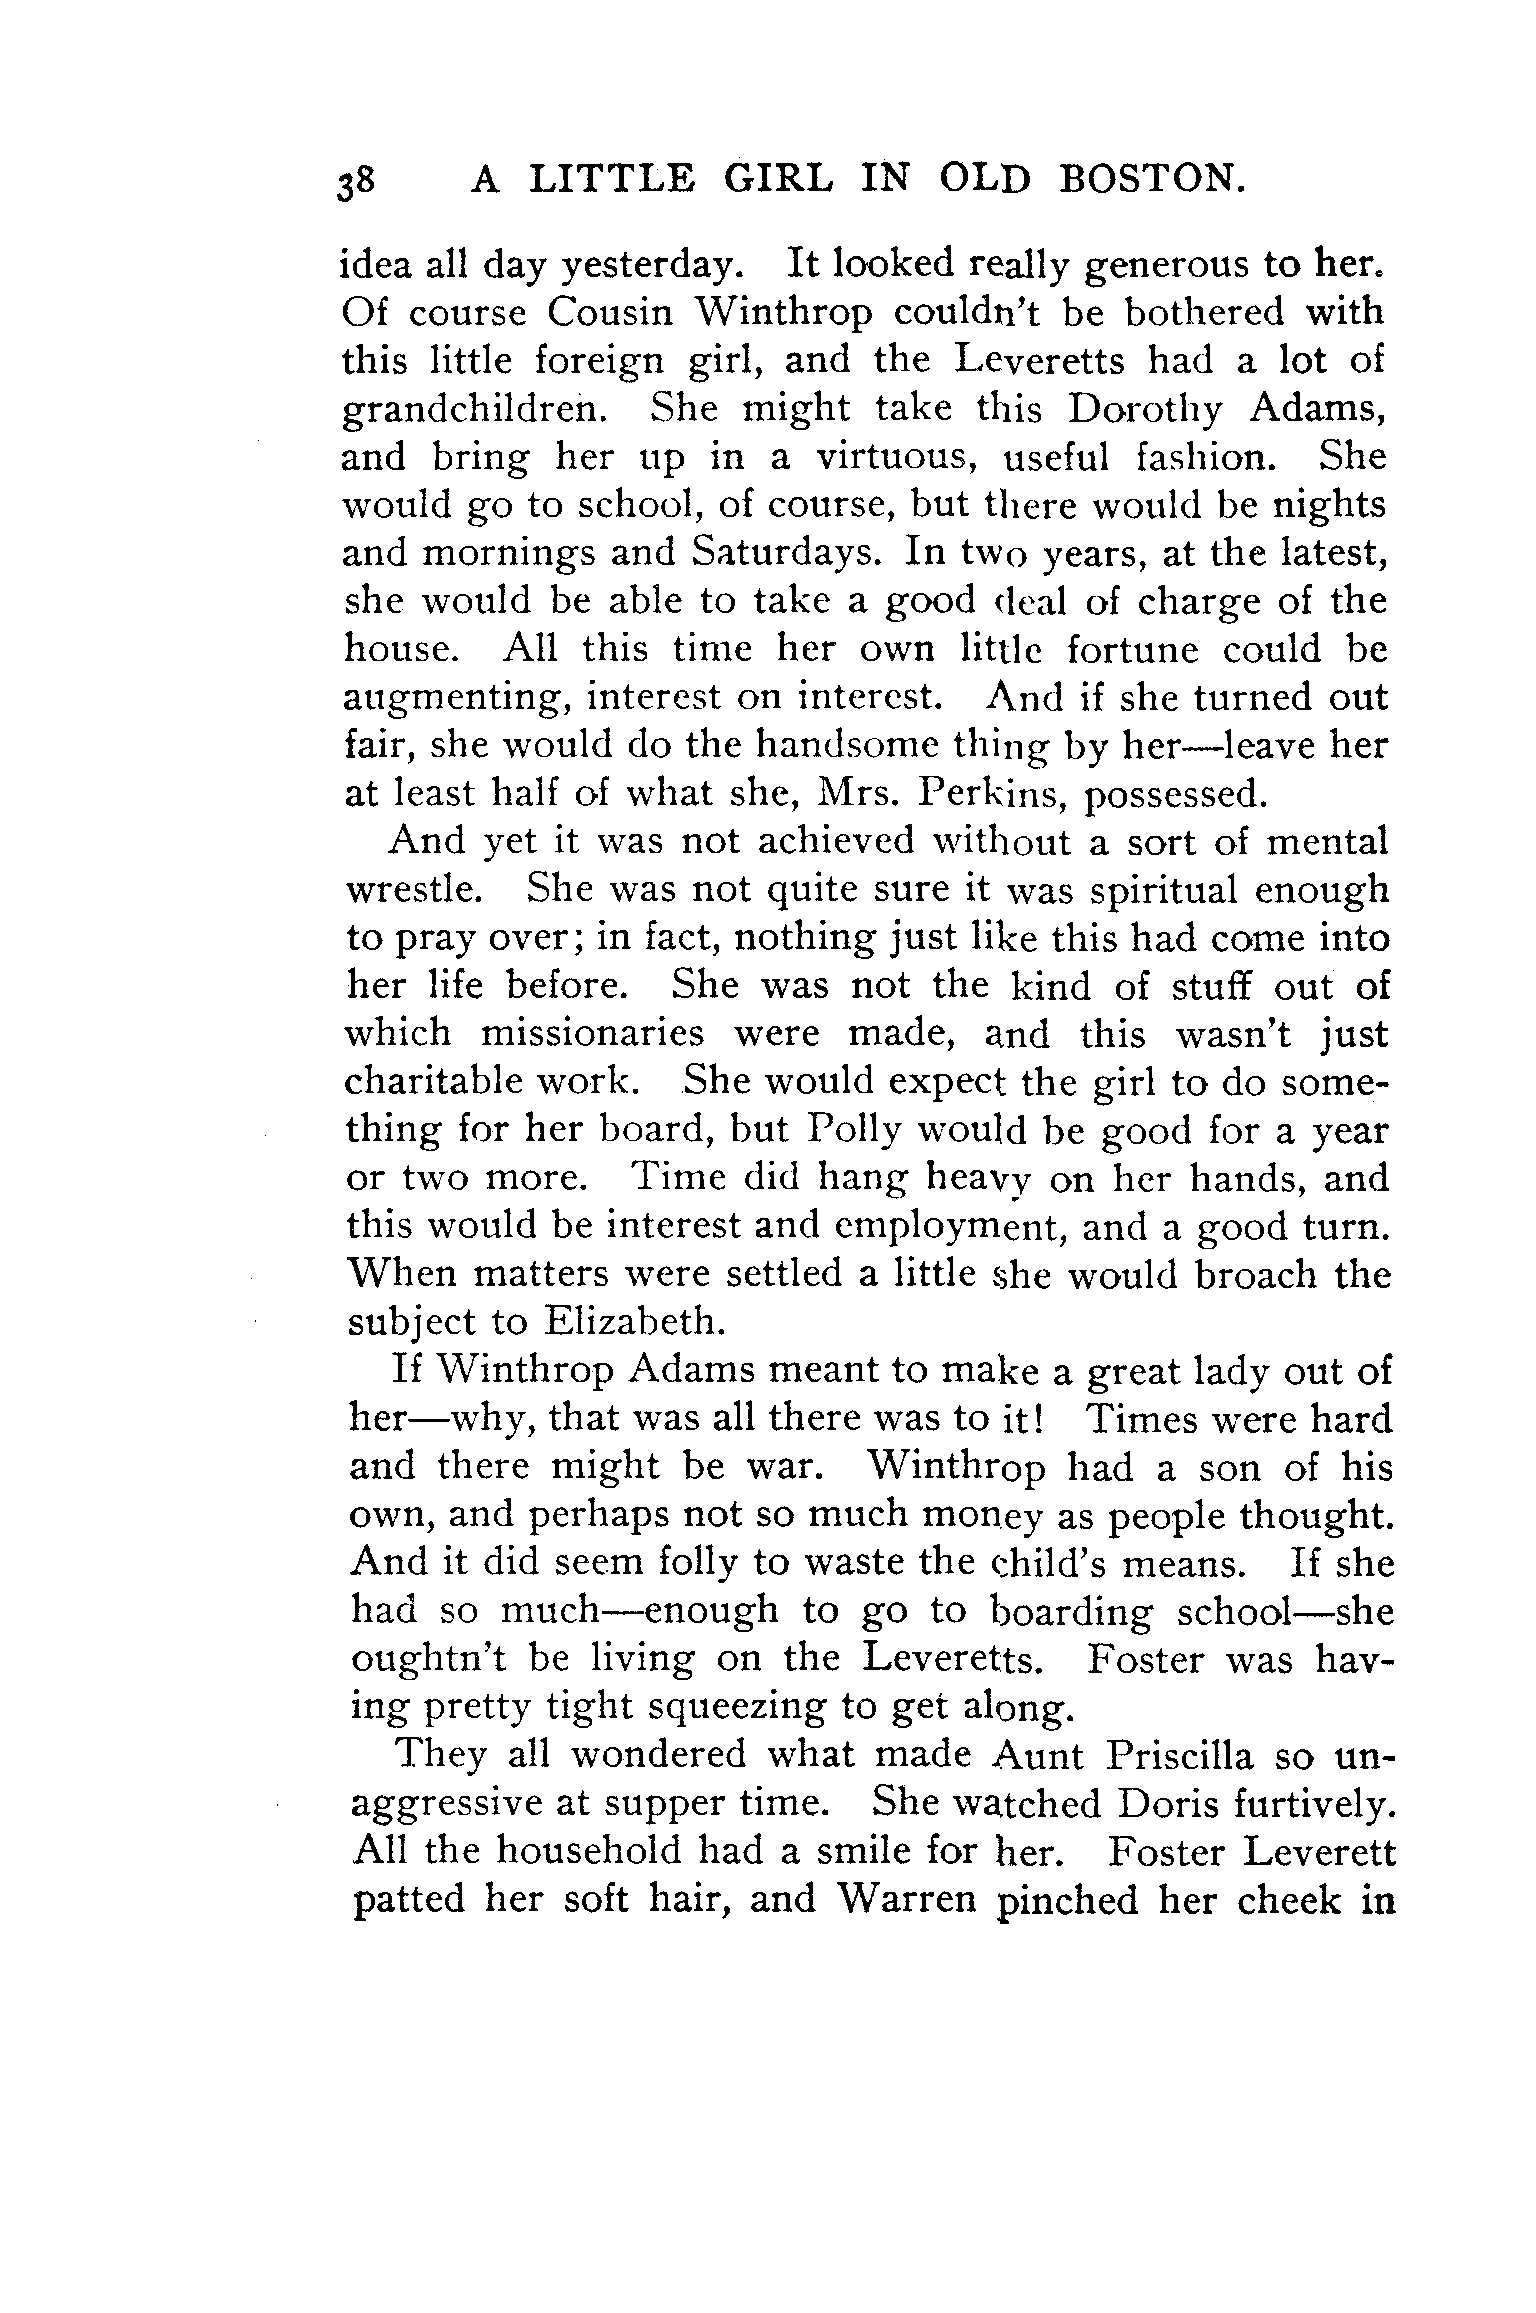 38 A LITTLE GIRL IN OLD BOSTON.
idea all day yesterday. It looked really generous to her.
Of course Cousin Winthrop couldn't be bothered with
this little foreign girl, and the Leveretts had a lot of
grandchildren. She might take this Dorothy Adams,
and bring her up in a virtuous, useful fashion. She
would go to school, of course, but there would be nights
and mornings and Saturdays. In two years, at the latest,
she would be able to take a good deal of charge of the
house. All this time her own little fortune could be
augmenting, interest on interest. And if she turned out
fair, she would do the handsome thing by her—leave her
at least half of what she, Mrs. Perkins, possessed.
And yet it was not achieved without a sort of mental
wrestle. She was not quite sure it was spiritual enough
to pray over; in fact, nothing just like this had come into
her life before. She was not the kind of stuff out of
which missionaries were made, and this wasn't just
charitable work. She would expect the girl to do some-
thing for her board, but Polly would be good for a year
or two more. Time did hang heavy on her hands, and
this would be interest and employment, and a good turn.
When matters were settled a little she would broach the
subject to Elizabeth.
If Winthrop Adams meant to make a great lady out of
her—why, that was all there was to it! Times were hard
and there might be war. Winthrop had a son of his
own, and perhaps not so much money as people thought.
And it did seem folly to waste the child's means. If she
had so much—enough to go to boarding school—she
oughtn't be living on the Leveretts. Foster was hav-
ing pretty tight squeezing to get along.
They all wondered what made Aunt Priscilla so un-
aggressive at supper time. She watched Doris furtively.
All the household had a smile for her. Foster Leverett
patted her soft hair, and Warren pinched her cheek in